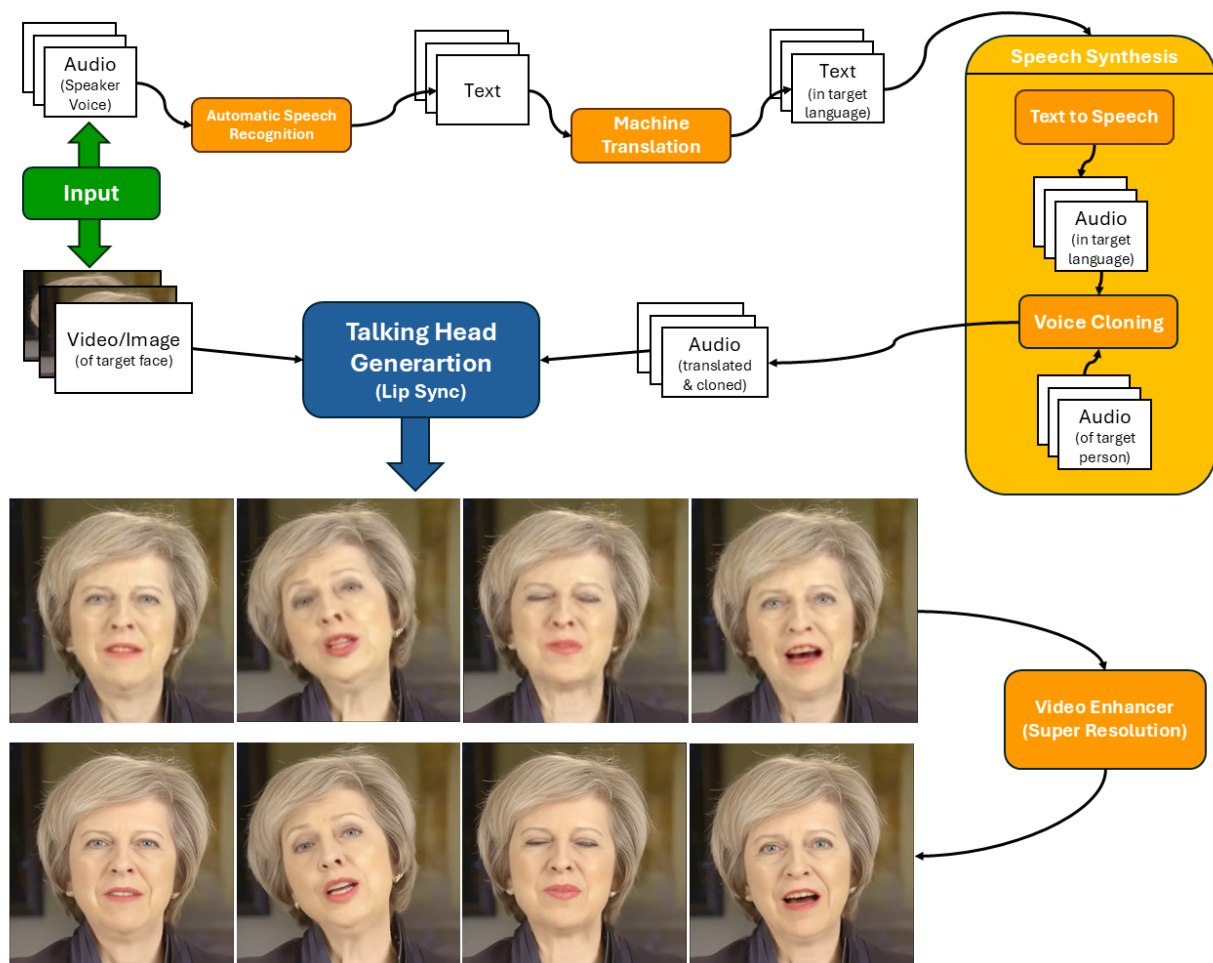 Audio
(Speaker
Voice)
Automatic Speech
Recognition
Text
Machine
Translation
Text
(in target
language)
Speech Synthesis
Text to Speech
Audio
(in target
language)
Voice Cloning
Audio
(of target
person)
Input
Video/Image
(of target face)
Talking Head
Generartion
(Lip Sync)
Audio
(translated
& cloned)
Video Enhancer
(Super Resolution)